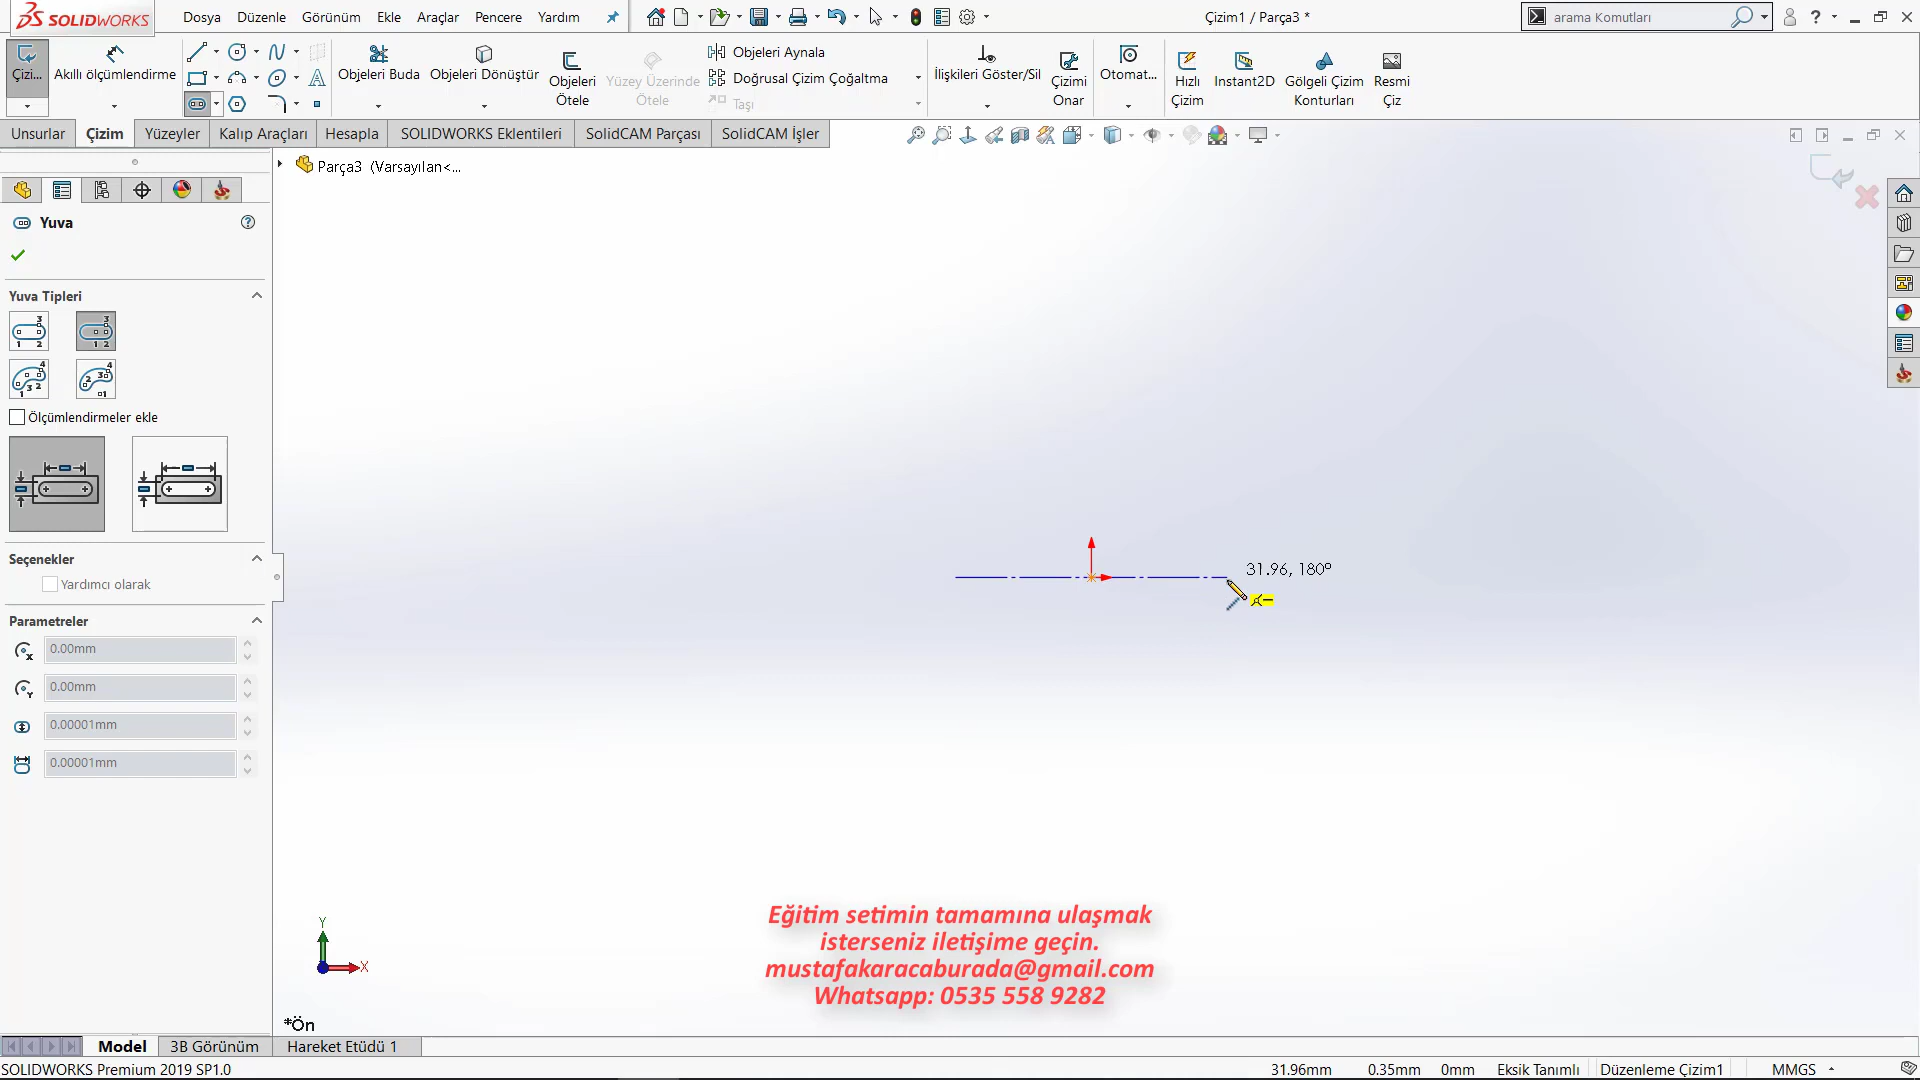 SOLIDWORKS
Dosya Düzenle Görünüm Ekle Araçlar Pencere Yardım
Çizim1 / Parça3 *
arama Komutları
Çizi...
Akıllı ölçümlendirme
Objeleri Buda
Objeleri Dönüştür
Objeleri Ötele
Yüzey Üzerinde Ötele
Objeleri Aynala
Doğrusal Çizim Çoğaltma
Taşı
İlişkileri Göster/Sil
Çizimi Onar
Otomat...
Hızlı Çizim
Instant2D
Gölgeli Çizim Konturları
Resmi Çiz
Unsurlar Çizim Yüzeyler Kalıp Araçları Hesapla SOLIDWORKS Eklentileri SolidCAM Parçası SolidCAM İşler
Parça3 (Varsayılan<...
Yuva
Yuva Tipleri
Ölçümlendirmeler ekle
Seçenekler
Yardımcı olarak
Parametreler
0.00mm
0.00mm
0.00001mm
0.00001mm
31.96, 180°
Y
X
*Ön
Eğitim setimin tamamına ulaşmak
isterseniz iletişime geçin.
mustafakaracaburada@gmail.com
Whatsapp: 0535 558 9282
Model 3B Görünüm Hareket Etüdü 1
SOLIDWORKS Premium 2019 SP1.0
31.96mm 0.35mm 0mm Eksik Tanımlı Düzenleme Çizim1 MMGS